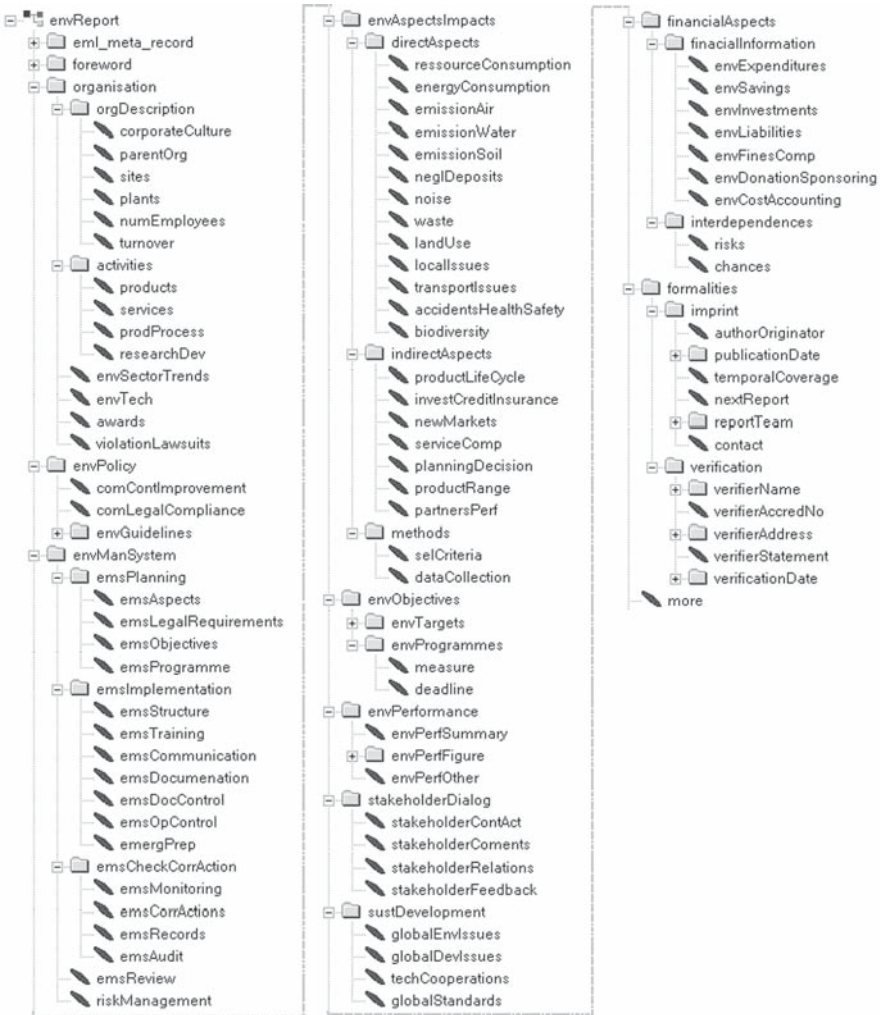 envReport
eml_meta_record
foreword
organisation
orgDescription
corporateCulture
parentOrg
sites
plants
numEmployees
turnover
activities
products
services
prodProcess
researchDev
envSectorTrends
envTech
awards
violationLawsuits
envPolicy
comContImprovement
comLegalCompliance
envGuidelines
envManSystem
emsPlanning
emsAspects
emsLegalRequirements
emsObjectives
emsProgramme
emsImplementation
emsStructure
emsTraining
emsCommunication
emsDocumenation
emsDocControl
emsOpControl
emergPrep
emsCheckCorrAction
emsMonitoring
emsCorrActions
emsRecords
emsAudit
emsReview
riskManagement
envAspectsImpacts
directAspects
ressourceConsumption
energyConsumption
emissionAir
emissionWater
emissionSoil
neglDeposits
noise
waste
landUse
localIssues
transportIssues
accidentsHealthSafety
biodiversity
indirectAspects
productLifeCycle
investCreditInsurance
newMarkets
serviceComp
planningDecision
productRange
partnersPerf
methods
selCriteria
dataCollection
envObjectives
envTargets
envProgrammes
measure
deadline
envPerformance
envPerfSummary
envPerfFigure
envPerfOther
stakeholderDialog
stakeholderContAct
stakeholderComents
stakeholderRelations
stakeholderFeedback
sustDevelopment
globalEnvIssues
globalDevIssues
techCooperations
globalStandards
financialAspects
finacialInformation
envExpenditures
envSavings
envInvestments
envLiabilities
envFinesComp
envDonationSponsoring
envCostAccounting
interdependences
risks
chances
formalities
imprint
authorOriginator
publicationDate
temporalCoverage
nextReport
reportTeam
contact
verification
verifierName
verifierAccredNo
verifierAddress
verifierStatement
verificationDate
more